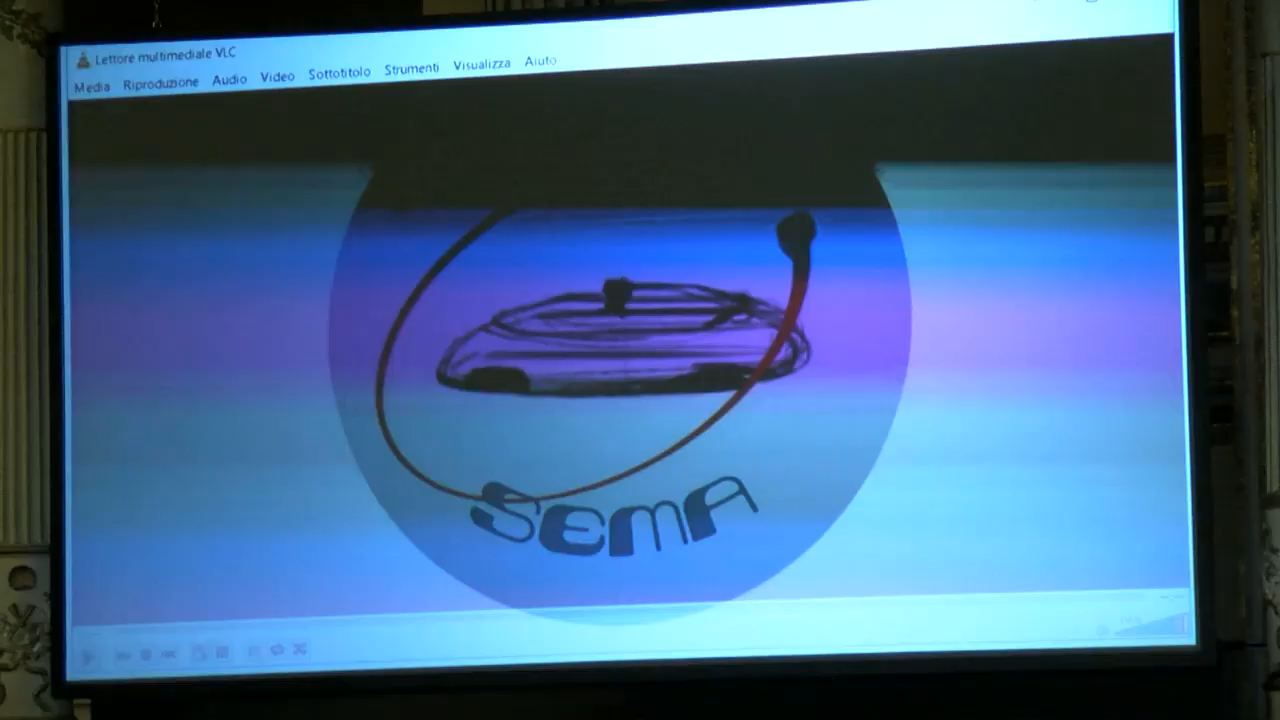 Lettore multimediale VLC
Media Riproduzione Audio Video Sottotitolo Strumenti Visualizza Aiuto
SEMA